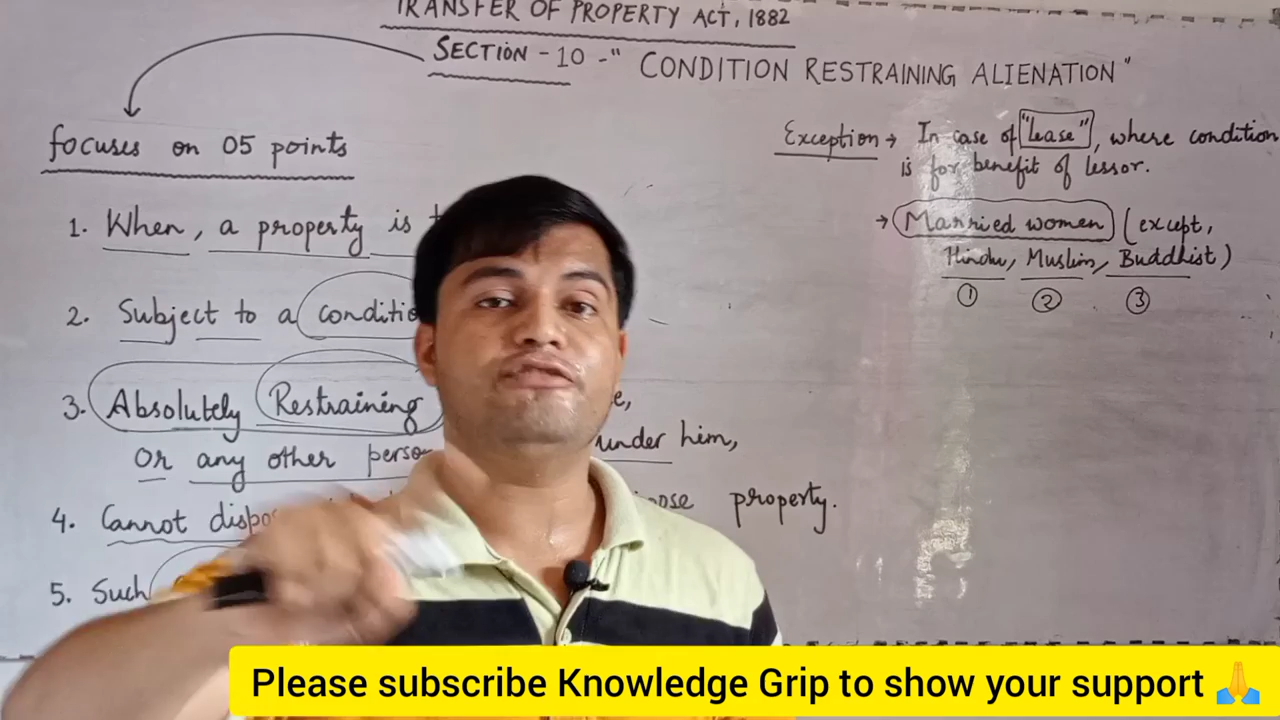 TRANSFER OF PROPERTY ACT, 1882
SECTION - 10 - " CONDITION RESTRAINING ALIENATION"
focuses on 05 points
1. When, a property is
2. Subject to a
3. Absolutely Restraining
or any other under him,
4. Cannot property.
5. Such
Exception → In case of "lease", where condition
is for benefit of lessor.
→ Married women (except,
Hindu, Muslim, Buddhist)
① ② ③
Please subscribe Knowledge Grip to show your support 🙏